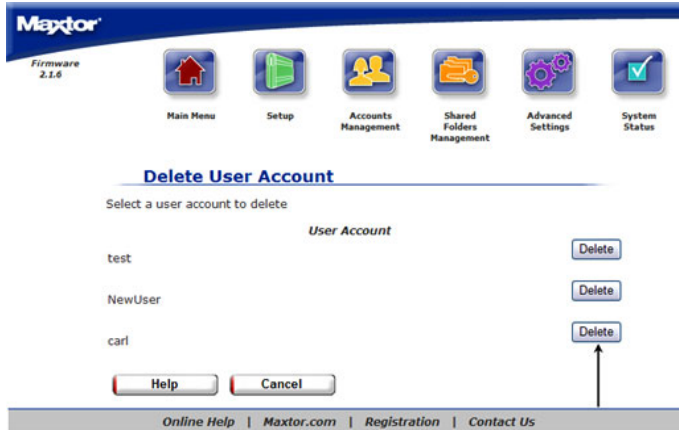 Maxtor
Firmware
2.1.6
Main Menu
Setup
Accounts
Management
Shared
Folders
Management
Advanced
Settings
System
Status
Delete User Account
Select a user account to delete
User Account
test
Delete
NewUser
Delete
carl
Delete
Help
Cancel
Online Help | Maxtor.com | Registration | Contact Us